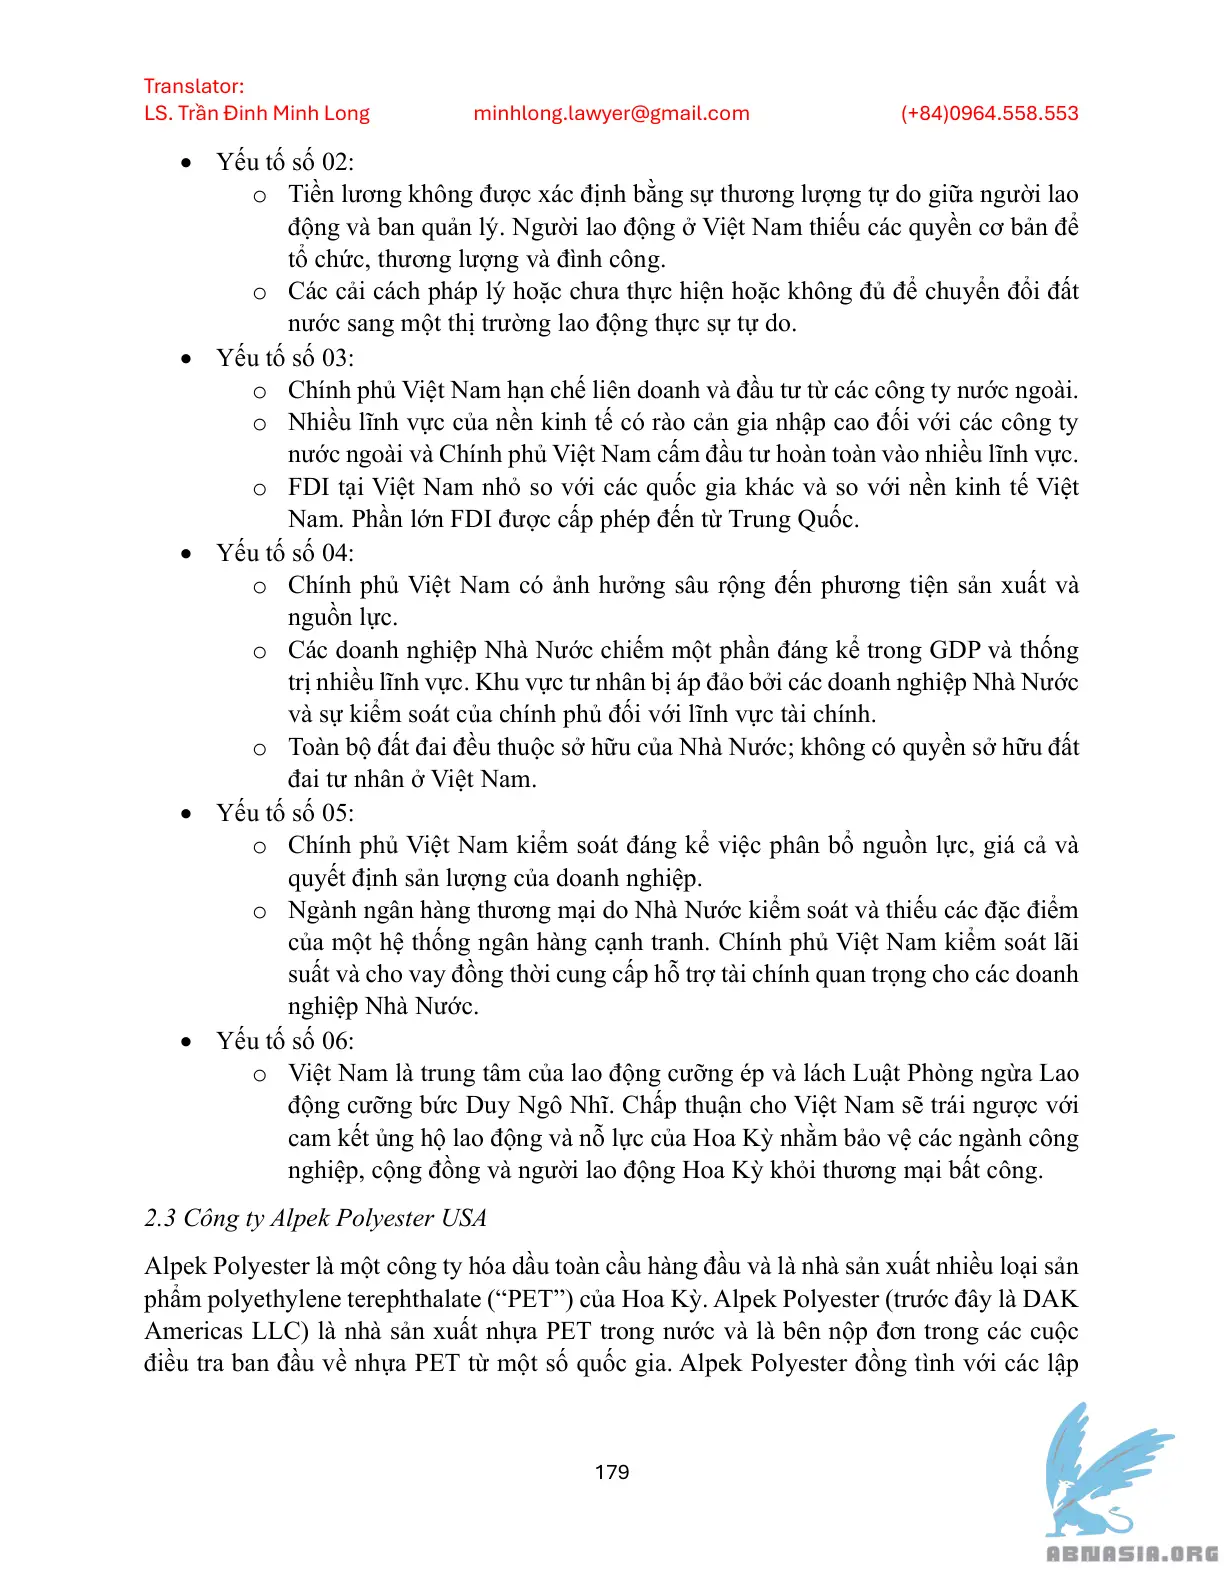 Translator:
LS. Trần Đình Minh Long minhlong.lawyer@gmail.com (+84)0964.558.553
• Yếu tố số 02:
o Tiền lương không được xác định bằng sự thương lượng tự do giữa người lao
động và ban quản lý. Người lao động ở Việt Nam thiếu các quyền cơ bản để
tổ chức, thương lượng và đình công.
o Các cải cách pháp lý hoặc chưa thực hiện hoặc không đủ để chuyển đổi đất
nước sang một thị trường lao động thực sự tự do.
• Yếu tố số 03:
o Chính phủ Việt Nam hạn chế liên doanh và đầu tư từ các công ty nước ngoài.
o Nhiều lĩnh vực của nền kinh tế có rào cản gia nhập cao đối với các công ty
nước ngoài và Chính phủ Việt Nam cấm đầu tư hoàn toàn vào nhiều lĩnh vực.
o FDI tại Việt Nam nhỏ so với các quốc gia khác và so với nền kinh tế Việt
Nam. Phần lớn FDI được cấp phép đến từ Trung Quốc.
• Yếu tố số 04:
o Chính phủ Việt Nam có ảnh hưởng sâu rộng đến phương tiện sản xuất và
nguồn lực.
o Các doanh nghiệp Nhà Nước chiếm một phần đáng kể trong GDP và thống
trị nhiều lĩnh vực. Khu vực tư nhân bị áp đảo bởi các doanh nghiệp Nhà Nước
và sự kiểm soát của chính phủ đối với lĩnh vực tài chính.
o Toàn bộ đất đai đều thuộc sở hữu của Nhà Nước; không có quyền sở hữu đất
đai tư nhân ở Việt Nam.
• Yếu tố số 05:
o Chính phủ Việt Nam kiểm soát đáng kể việc phân bổ nguồn lực, giá cả và
quyết định sản lượng của doanh nghiệp.
o Ngành ngân hàng thương mại do Nhà Nước kiểm soát và thiếu các đặc điểm
của một hệ thống ngân hàng cạnh tranh. Chính phủ Việt Nam kiểm soát lãi
suất và cho vay đồng thời cung cấp hỗ trợ tài chính quan trọng cho các doanh
nghiệp Nhà Nước.
• Yếu tố số 06:
o Việt Nam là trung tâm của lao động cưỡng ép và lách Luật Phòng ngừa Lao
động cưỡng bức Duy Ngô Nhĩ. Chấp thuận cho Việt Nam sẽ trái ngược với
cam kết ủng hộ lao động và nỗ lực của Hoa Kỳ nhằm bảo vệ các ngành công
nghiệp, cộng đồng và người lao động Hoa Kỳ khỏi thương mại bất công.
2.3 Công ty Alpek Polyester USA
Alpek Polyester là một công ty hóa dầu toàn cầu hàng đầu và là nhà sản xuất nhiều loại sản
phẩm polyethylene terephthalate (“PET”) của Hoa Kỳ. Alpek Polyester (trước đây là DAK
Americas LLC) là nhà sản xuất nhựa PET trong nước và là bên nộp đơn trong các cuộc
điều tra ban đầu về nhựa PET từ một số quốc gia. Alpek Polyester đồng tình với các lập
179
ABNASIA.ORG